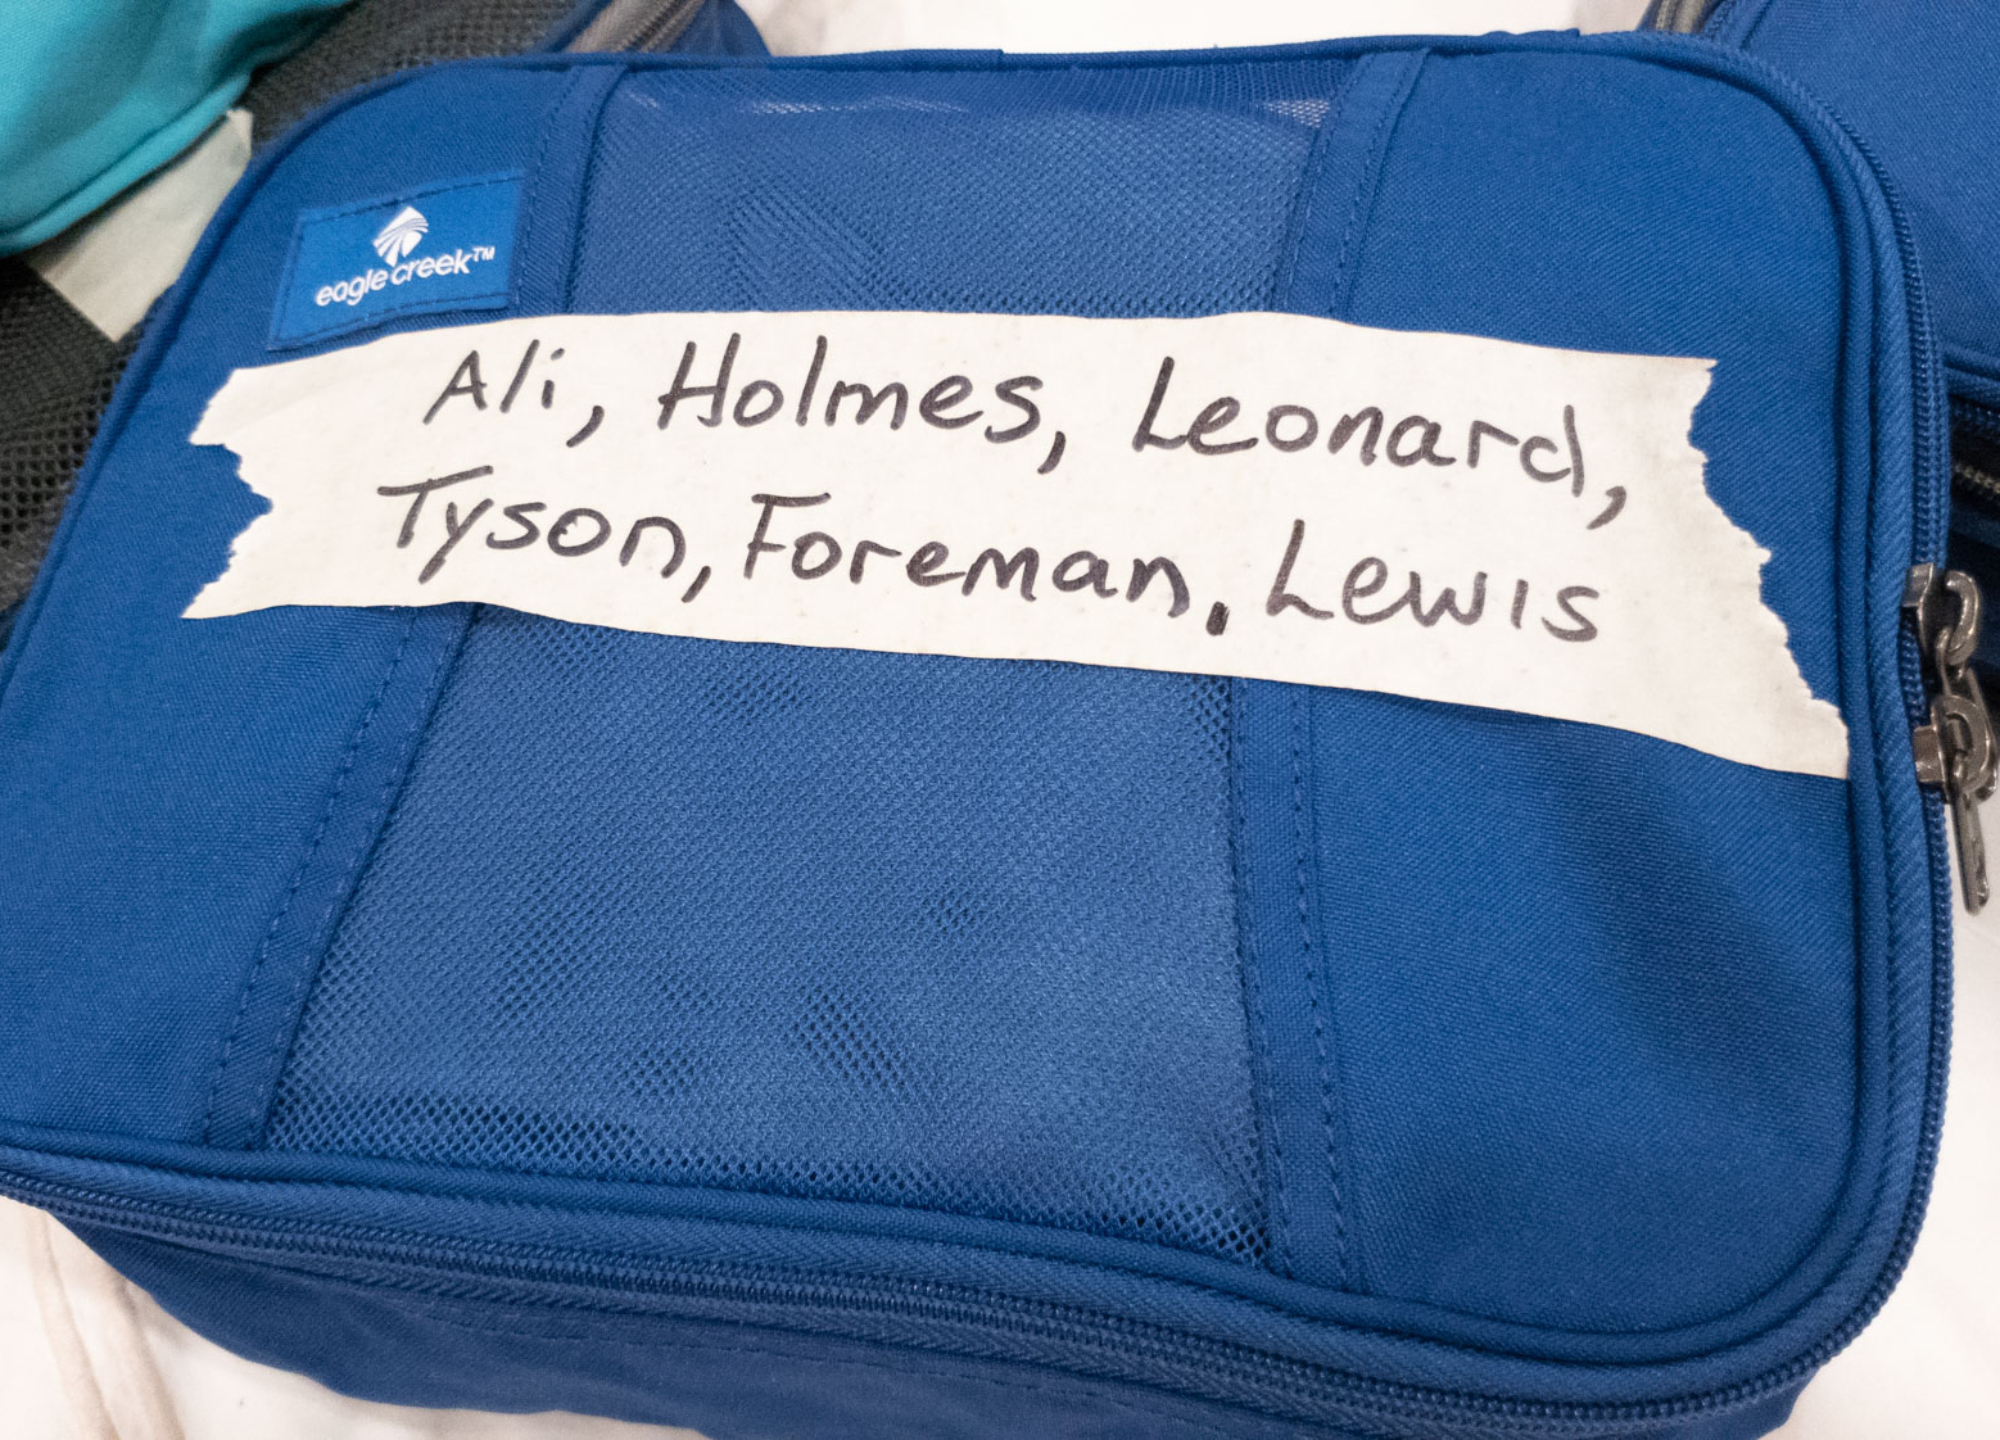 eagle creek™
Ali, Holmes, Leonard,
Tyson, Foreman, Lewis